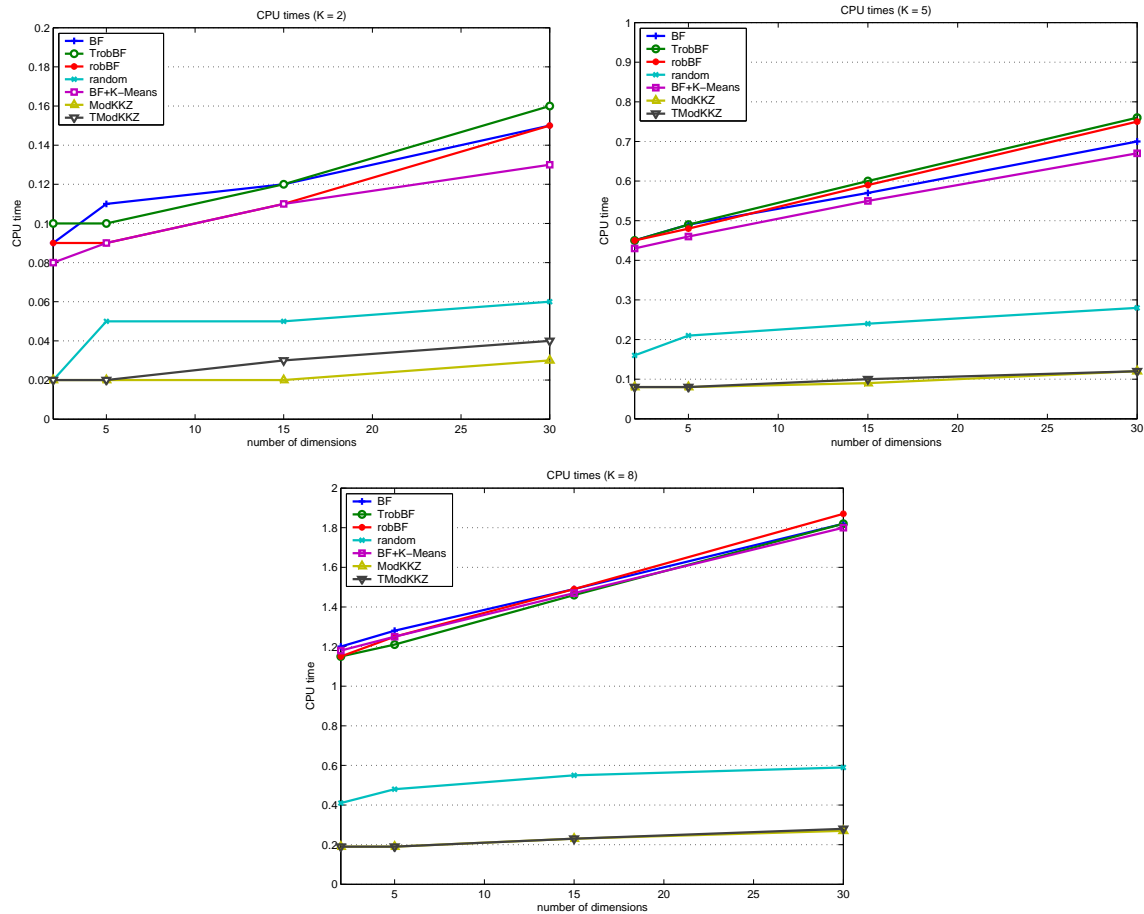 CPU times (K = 2)
0.2
0.18
0.16
0.14
0.12
0.1
0.08
0.06
0.04
0.02
0
CPU time
BF
TrobBF
robBF
random
BF+K−Means
ModKKZ
TModKKZ
5
10
15
20
25
30
number of dimensions
CPU times (K = 5)
1
0.9
0.8
0.7
0.6
0.5
0.4
0.3
0.2
0.1
0
CPU time
BF
TrobBF
robBF
random
BF+K−Means
ModKKZ
TModKKZ
5
10
15
20
25
30
number of dimensions
CPU times (K = 8)
2
1.8
1.6
1.4
1.2
1
0.8
0.6
0.4
0.2
0
CPU time
BF
TrobBF
robBF
random
BF+K−Means
ModKKZ
TModKKZ
5
10
15
20
25
30
number of dimensions